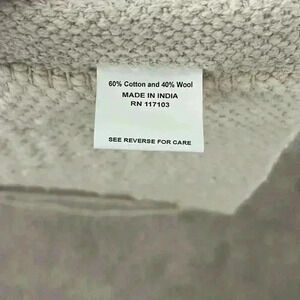 60% Cotton and 40% Wool
MADE IN INDIA
RN 117103
SEE REVERSE FOR CARE